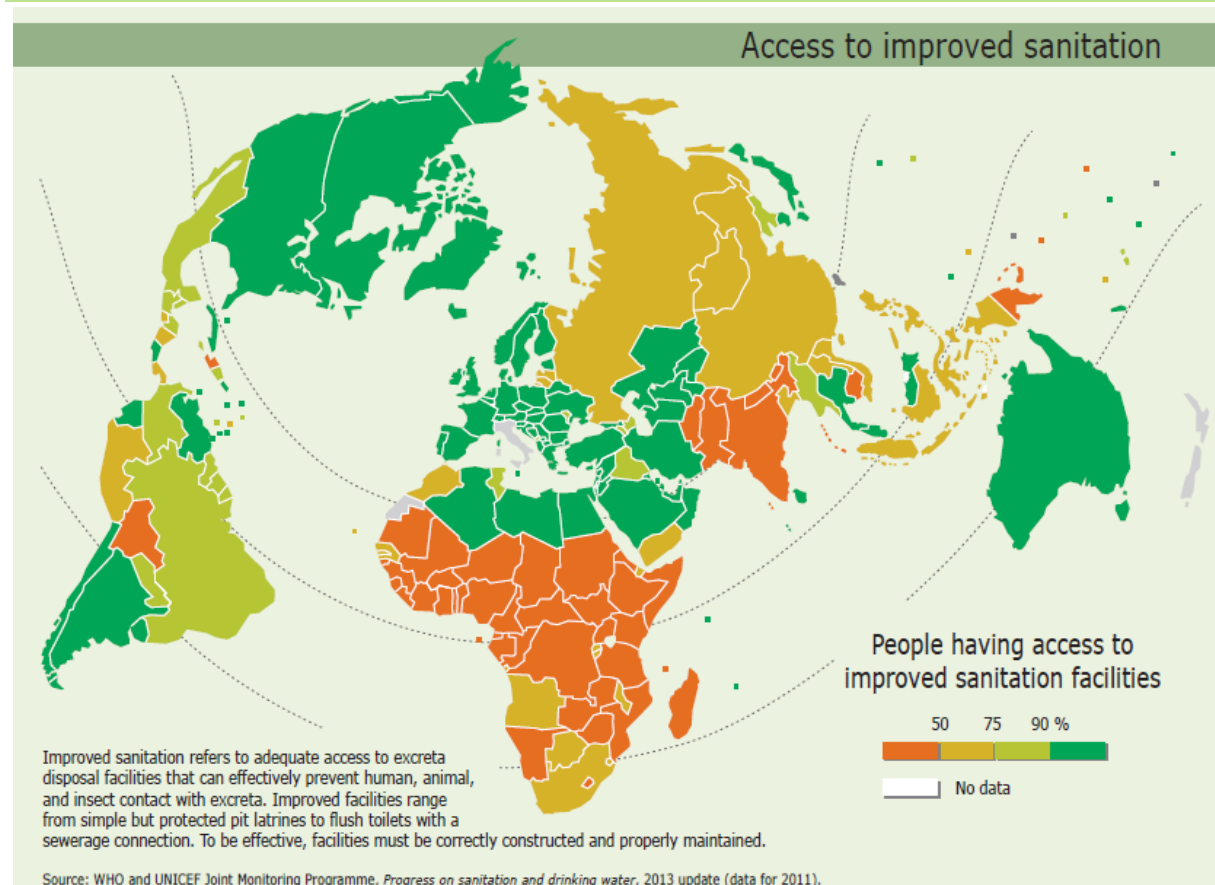 Access to improved sanitation
People having access to
improved sanitation facilities
50 75 90 %
No data
Improved sanitation refers to adequate access to excreta
disposal facilities that can effectively prevent human, animal,
and insect contact with excreta. Improved facilities range
from simple but protected pit latrines to flush toilets with a
sewerage connection. To be effective, facilities must be correctly constructed and properly maintained.
Source: WHO and UNICEF Joint Monitoring Programme, Progress on sanitation and drinking water, 2013 update (data for 2011).